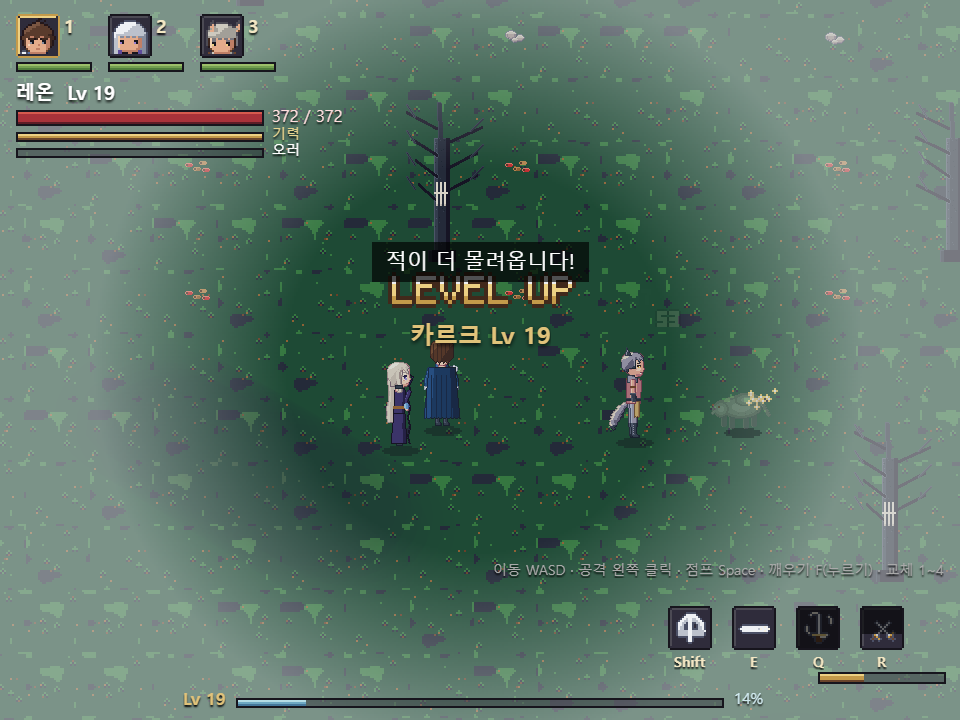 1 2 3
레온 Lv 19
372 / 372
기력
오러
적이 더 몰려옵니다!
LEVEL UP
53
카르크 Lv 19
이동 WASD · 공격 왼쪽 클릭 · 점프 Space · 깨우기 F(누르기) · 교체 1~4
Shift E Q R
Lv 19 14%